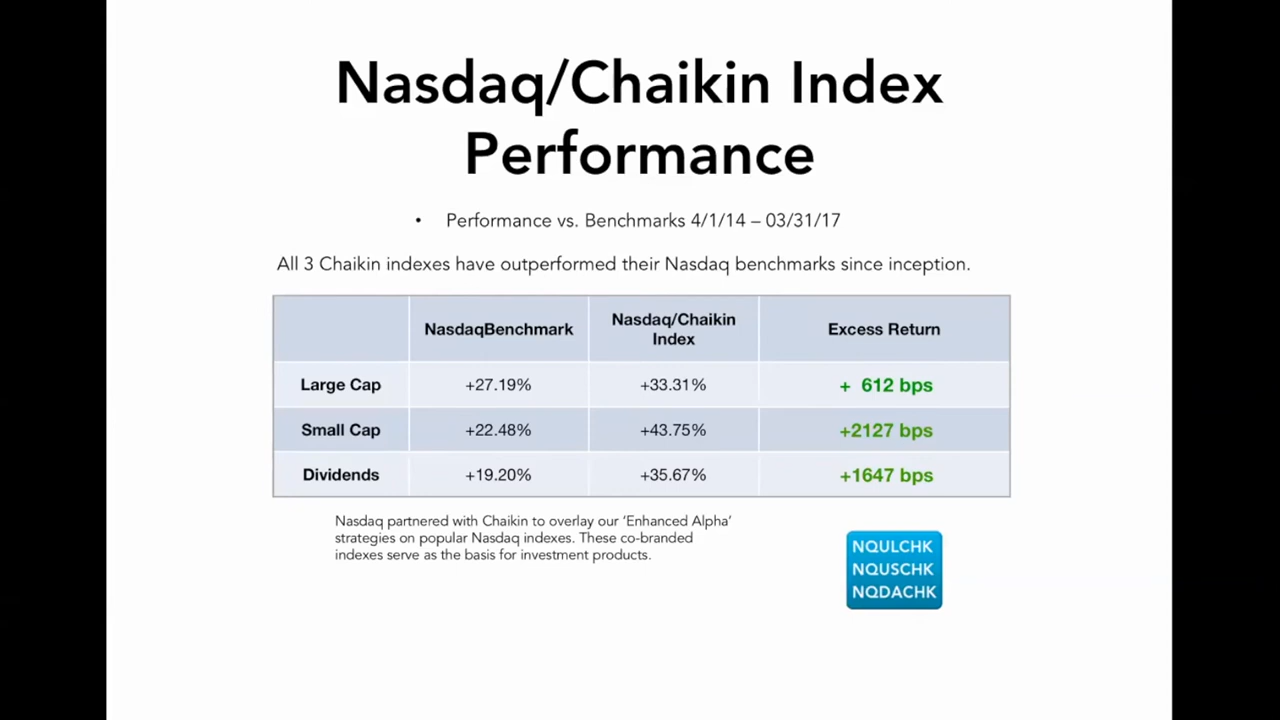 Nasdaq/Chaikin Index
Performance
• Performance vs. Benchmarks 4/1/14 – 03/31/17
All 3 Chaikin indexes have outperformed their Nasdaq benchmarks since inception.
NasdaqBenchmark Nasdaq/Chaikin Index Excess Return
Large Cap +27.19% +33.31% + 612 bps
Small Cap +22.48% +43.75% +2127 bps
Dividends +19.20% +35.67% +1647 bps
Nasdaq partnered with Chaikin to overlay our ‘Enhanced Alpha’
strategies on popular Nasdaq indexes. These co-branded
indexes serve as the basis for investment products.
NQULCHK
NQUSCHK
NQDACHK